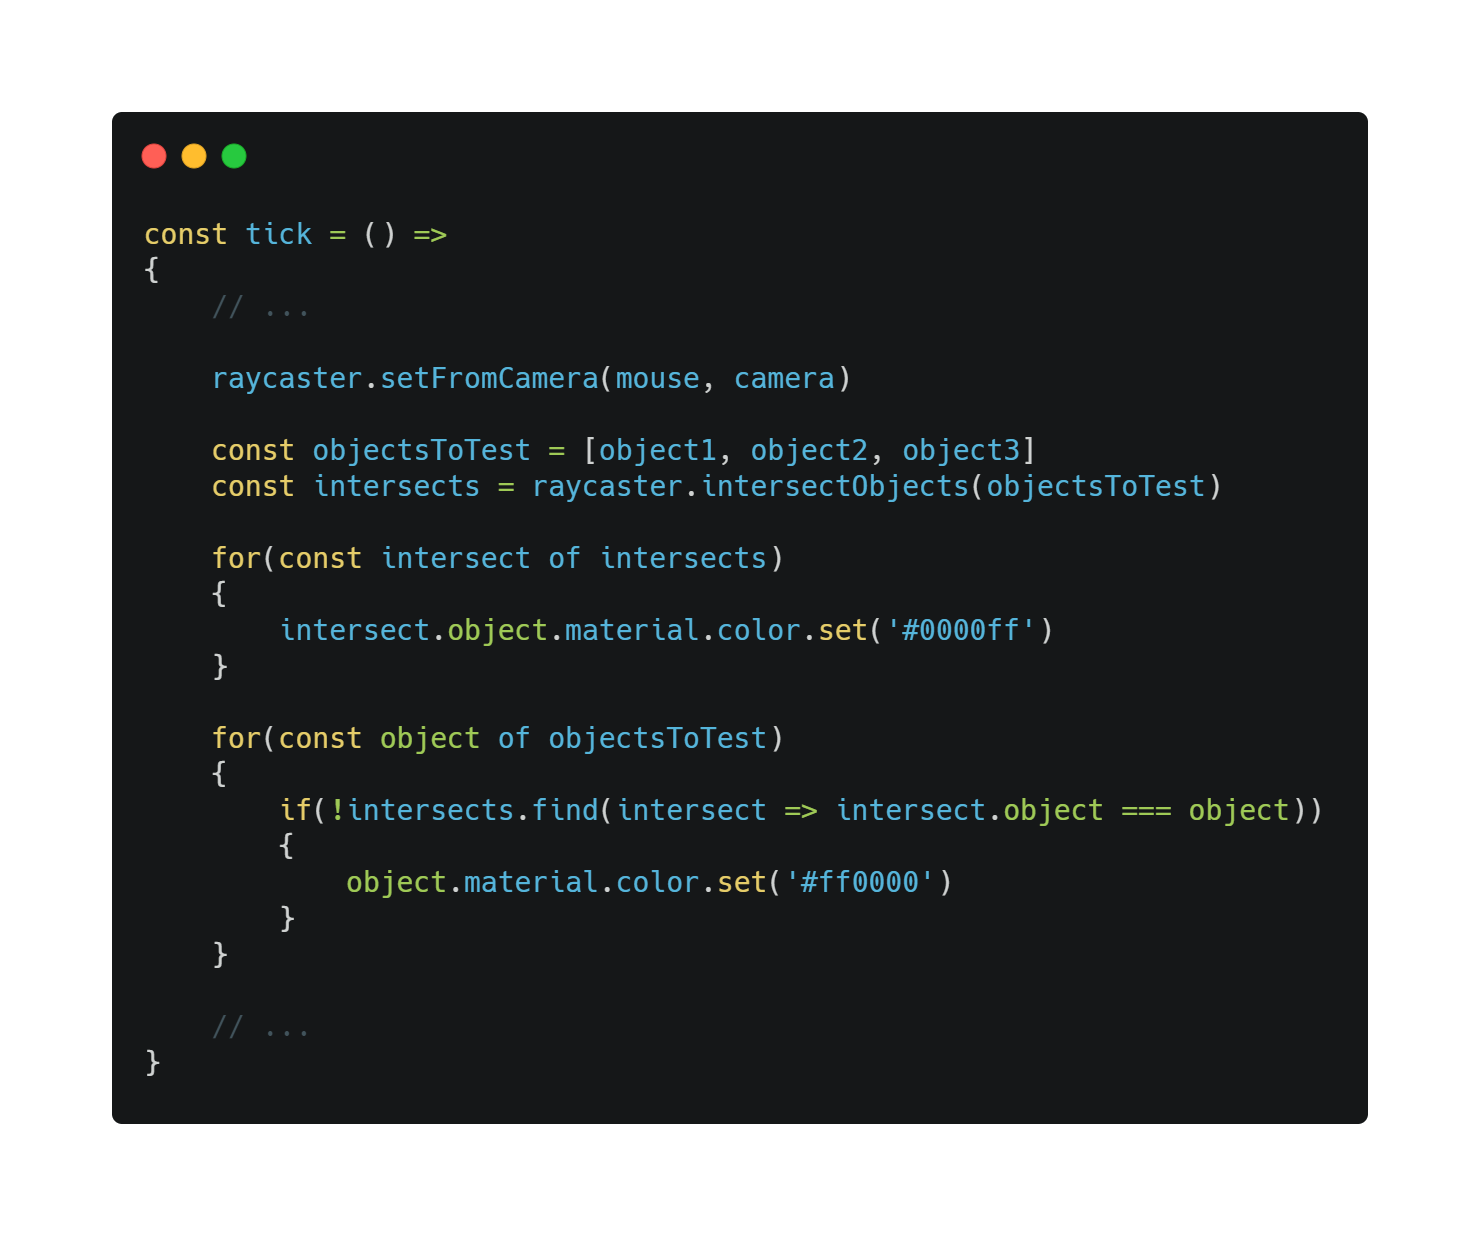 const tick = () =>
{
    // ...

    raycaster.setFromCamera(mouse, camera)

    const objectsToTest = [object1, object2, object3]
    const intersects = raycaster.intersectObjects(objectsToTest)

    for(const intersect of intersects)
    {
        intersect.object.material.color.set('#0000ff')
    }

    for(const object of objectsToTest)
    {
        if(!intersects.find(intersect => intersect.object === object))
        {
            object.material.color.set('#ff0000')
        }
    }

    // ...
}